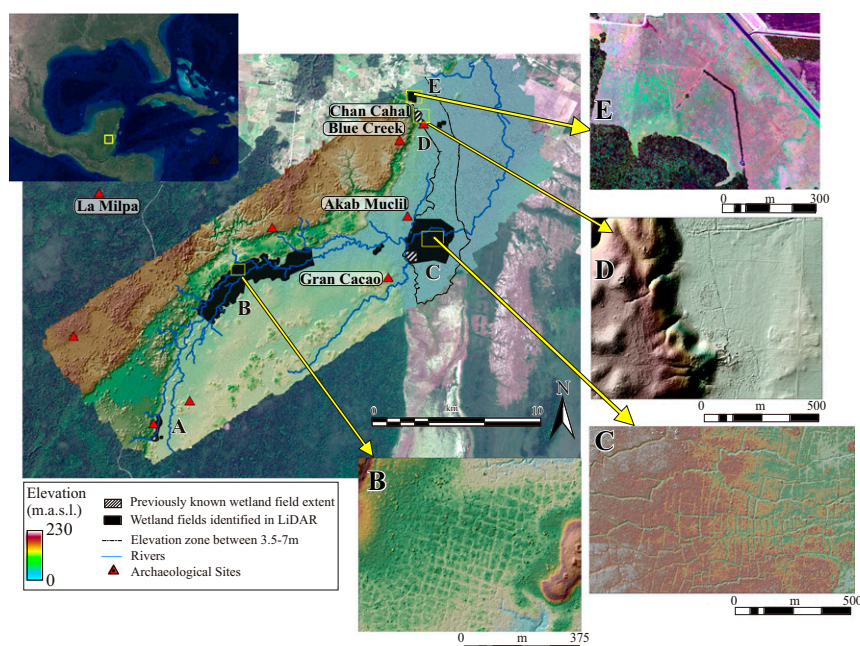 E
Chan Cahal
Blue Creek
D
La Milpa
Akab Muclil
C
Gran Cacao
B
A
N
km
0 10
E
0 m 300
D
0 m 500
C
0 m 500
B
0 m 375
Elevation
(m.a.s.l.)
230
0
Previously known wetland field extent
Wetland fields identified in LiDAR
Elevation zone between 3.5-7m
Rivers
Archaeological Sites